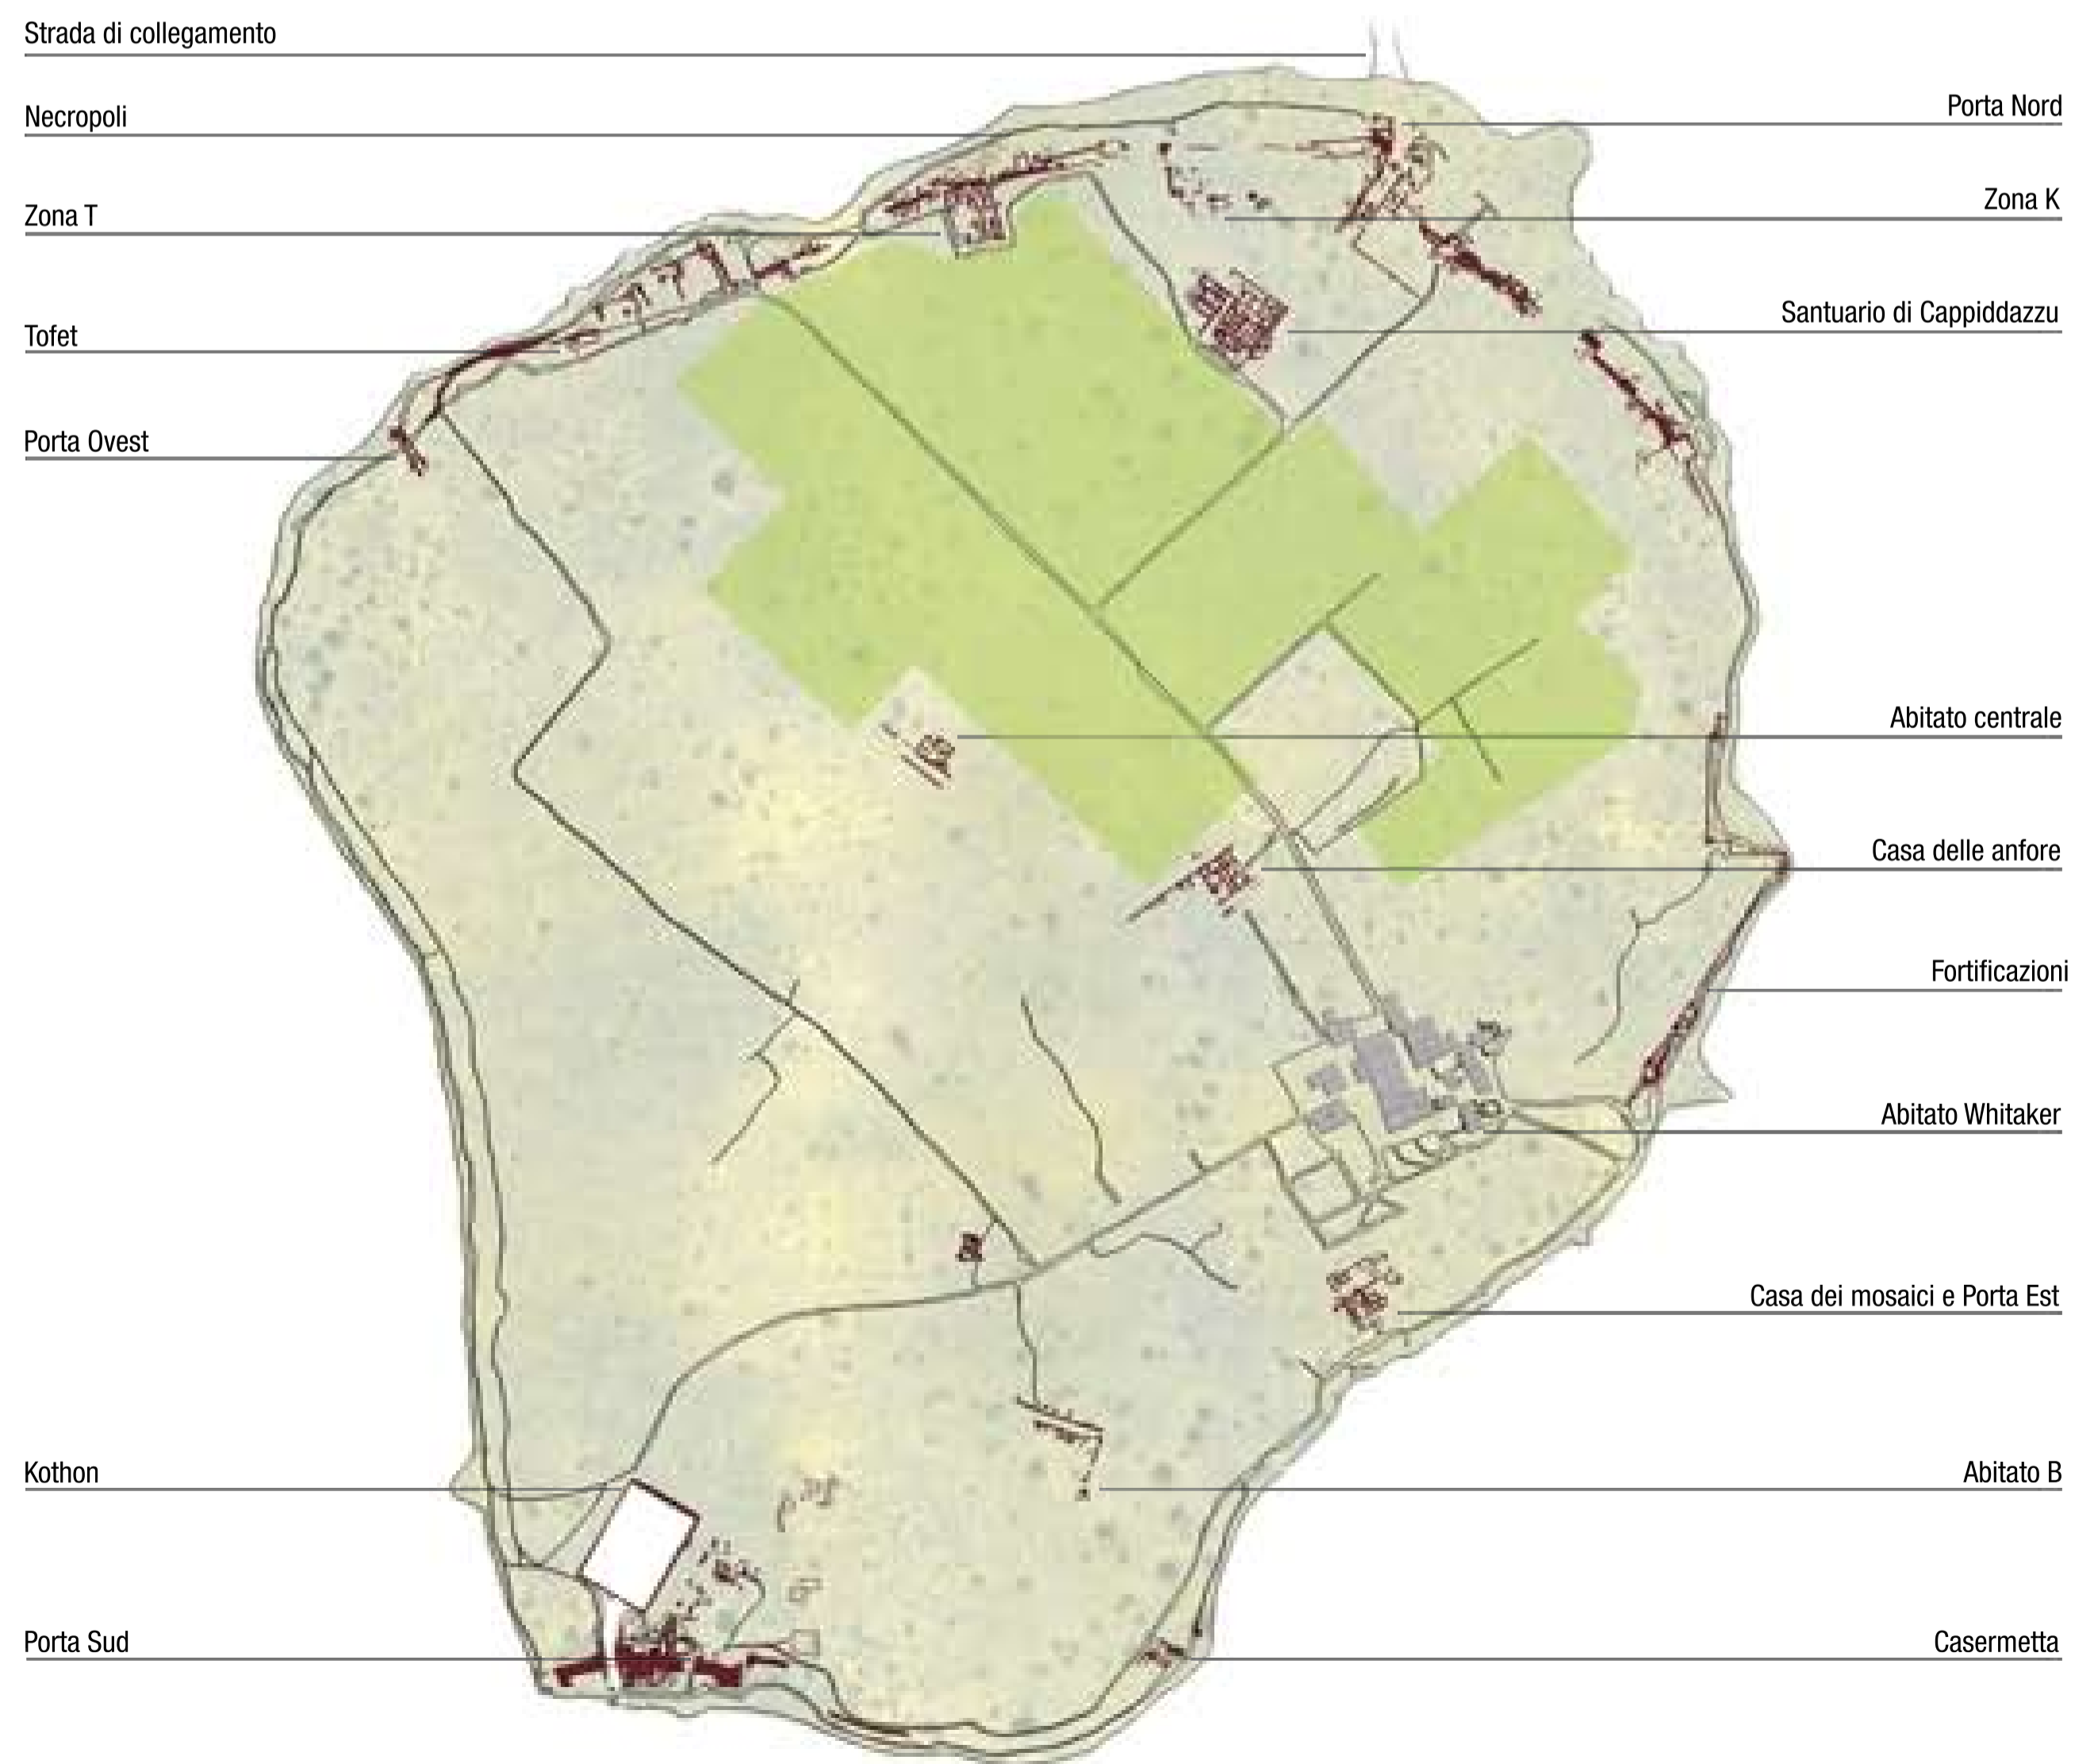 Strada di collegamento
Necropoli
Zona T
Tofet
Porta Ovest
Kothon
Porta Sud
Porta Nord
Zona K
Santuario di Cappiddazzu
Abitato centrale
Casa delle anfore
Fortificazioni
Abitato Whitaker
Casa dei mosaici e Porta Est
Abitato B
Casermetta